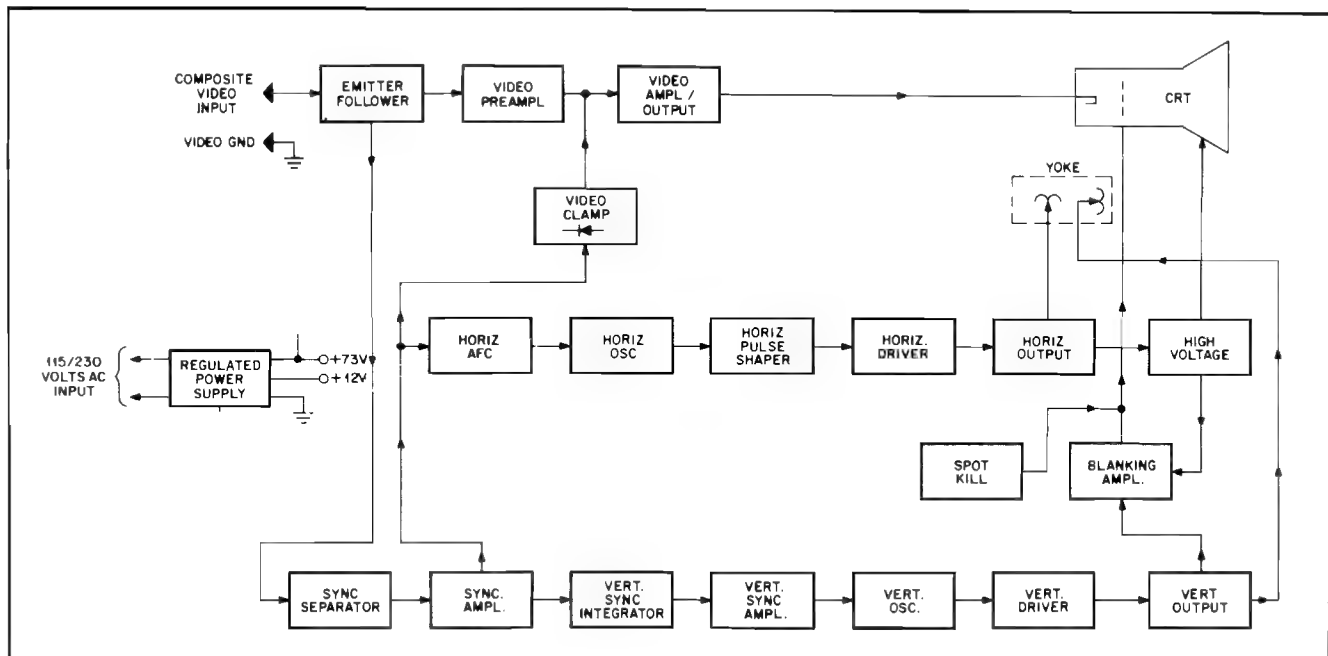 COMPOSITE
VIDEO
INPUT
VIDEO GND
EMITTER
FOLLOWER
VIDEO
PREAMPL
VIDEO
AMPL /
OUTPUT
CRT
YOKE
VIDEO
CLAMP
115/230
VOLTS AC
INPUT
REGULATED
POWER
SUPPLY
+73V
+12V
HORIZ
AFC
HORIZ
OSC
HORIZ
PULSE
SHAPER
HORIZ.
DRIVER
HORIZ
OUTPUT
HIGH
VOLTAGE
SPOT
KILL
BLANKING
AMPL.
SYNC
SEPARATOR
SYNC.
AMPL.
VERT.
SYNC
INTEGRATOR
VERT.
SYNC
AMPL.
VERT.
OSC.
VERT.
DRIVER
VERT
OUTPUT